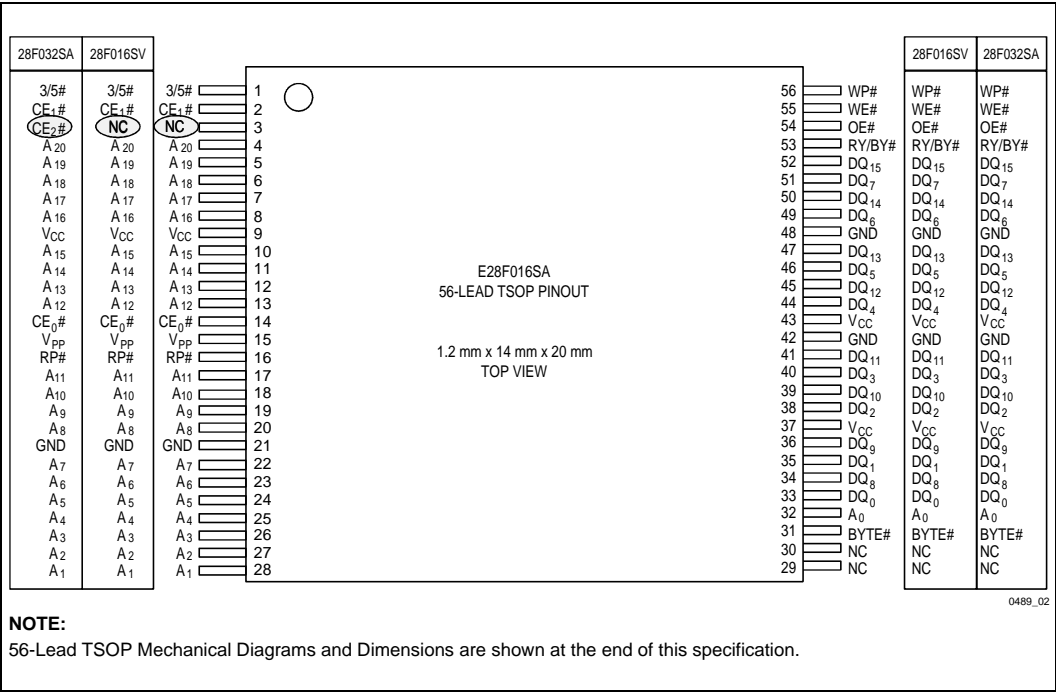 28F032SA 28F016SV 28F016SV 28F032SA
3/5# 3/5# 3/5# 1 56 WP# WP# WP#
CE1# CE1# CE1# 2 55 WE# WE# WE#
CE2# NC NC 3 54 OE# OE# OE#
A20 A20 A20 4 53 RY/BY# RY/BY# RY/BY#
A19 A19 A19 5 52 DQ15 DQ15 DQ15
A18 A18 A18 6 51 DQ7 DQ7 DQ7
A17 A17 A17 7 50 DQ14 DQ14 DQ14
A16 A16 A16 8 49 DQ6 DQ6 DQ6
VCC VCC VCC 9 48 GND GND GND
A15 A15 A15 10 47 DQ13 DQ13 DQ13
A14 A14 A14 11 E28F016SA 46 DQ5 DQ5 DQ5
A13 A13 A13 12 56-LEAD TSOP PINOUT 45 DQ12 DQ12 DQ12
A12 A12 A12 13 44 DQ4 DQ4 DQ4
CE0# CE0# CE0# 14 43 VCC VCC VCC
VPP VPP VPP 15 42 GND GND GND
RP# RP# RP# 16 1.2 mm x 14 mm x 20 mm 41 DQ11 DQ11 DQ11
A11 A11 A11 17 TOP VIEW 40 DQ3 DQ3 DQ3
A10 A10 A10 18 39 DQ10 DQ10 DQ10
A9 A9 A9 19 38 DQ2 DQ2 DQ2
A8 A8 A8 20 37 VCC VCC VCC
GND GND GND 21 36 DQ9 DQ9 DQ9
A7 A7 A7 22 35 DQ1 DQ1 DQ1
A6 A6 A6 23 34 DQ8 DQ8 DQ8
A5 A5 A5 24 33 DQ0 DQ0 DQ0
A4 A4 A4 25 32 A0 A0 A0
A3 A3 A3 26 31 BYTE# BYTE# BYTE#
A2 A2 A2 27 30 NC NC NC
A1 A1 A1 28 29 NC NC NC
0489_02
NOTE:
56-Lead TSOP Mechanical Diagrams and Dimensions are shown at the end of this specification.